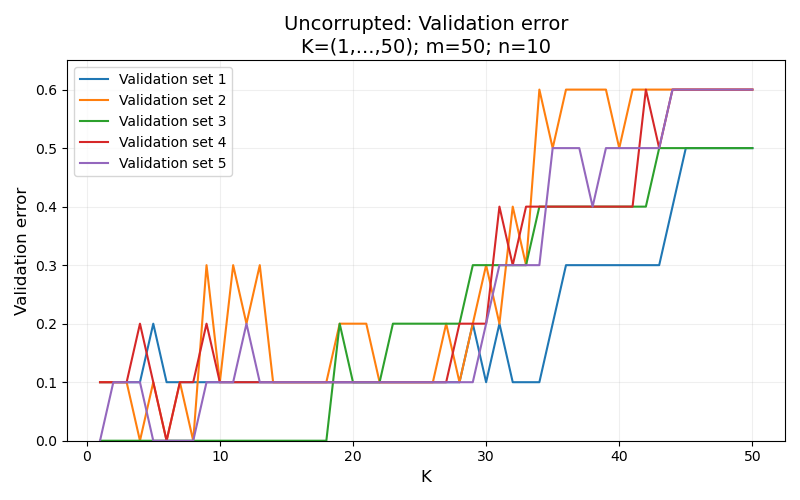 Uncorrupted: Validation error
K=(1,...,50); m=50; n=10
Validation error
0.6
0.5
0.4
0.3
0.2
0.1
0.0
Validation set 1
Validation set 2
Validation set 3
Validation set 4
Validation set 5
0
10
20
30
40
50
K